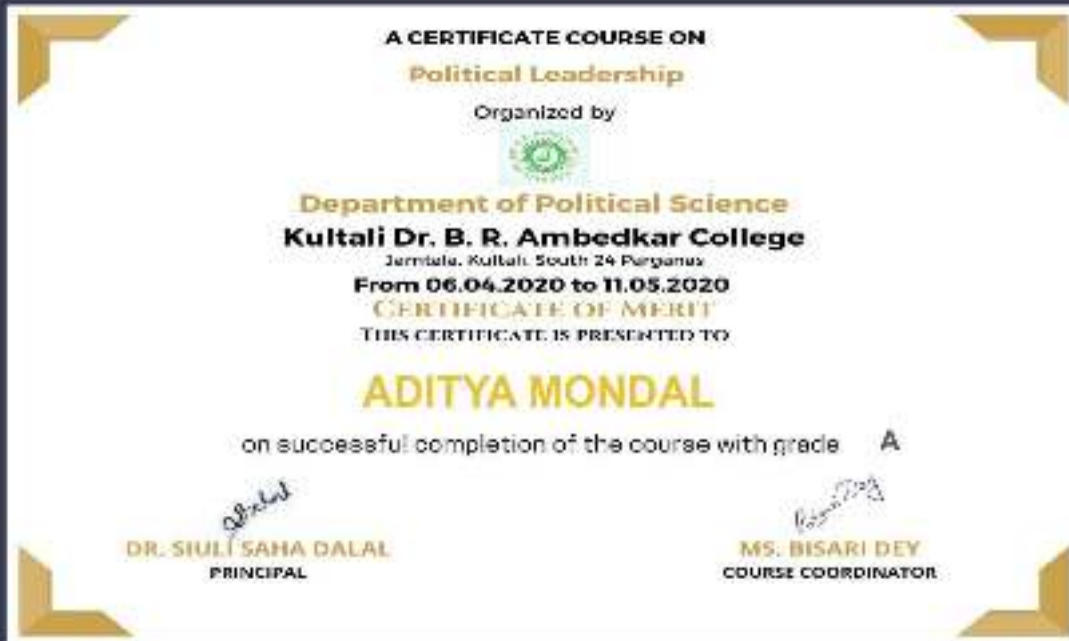 A CERTIFICATE COURSE ON
Political Leadership
Organized by
Department of Political Science
Kultali Dr. B. R. Ambedkar College
Jamtala, Kultali, South 24 Parganas
From 06.04.2020 to 11.05.2020
CERTIFICATE OF MERIT
THIS CERTIFICATE IS PRESENTED TO
ADITYA MONDAL
on successful completion of the course with grade A
DR. SIULI SAHA DALAL
PRINCIPAL
MS. BISARI DEY
COURSE COORDINATOR